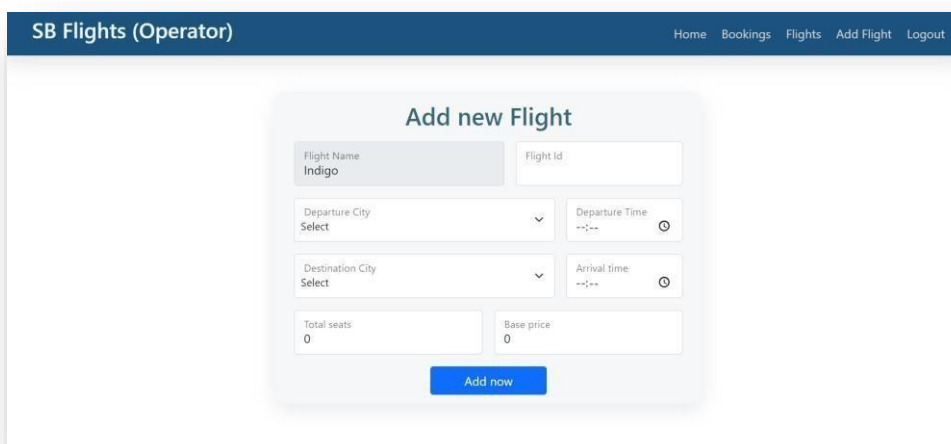 SB Flights (Operator)
Home Bookings Flights Add Flight Logout
Add new Flight
Flight Name
Indigo
Flight Id
Departure City
Select
Departure Time
--:--
Destination City
Select
Arrival time
--:--
Total seats
0
Base price
0
Add now